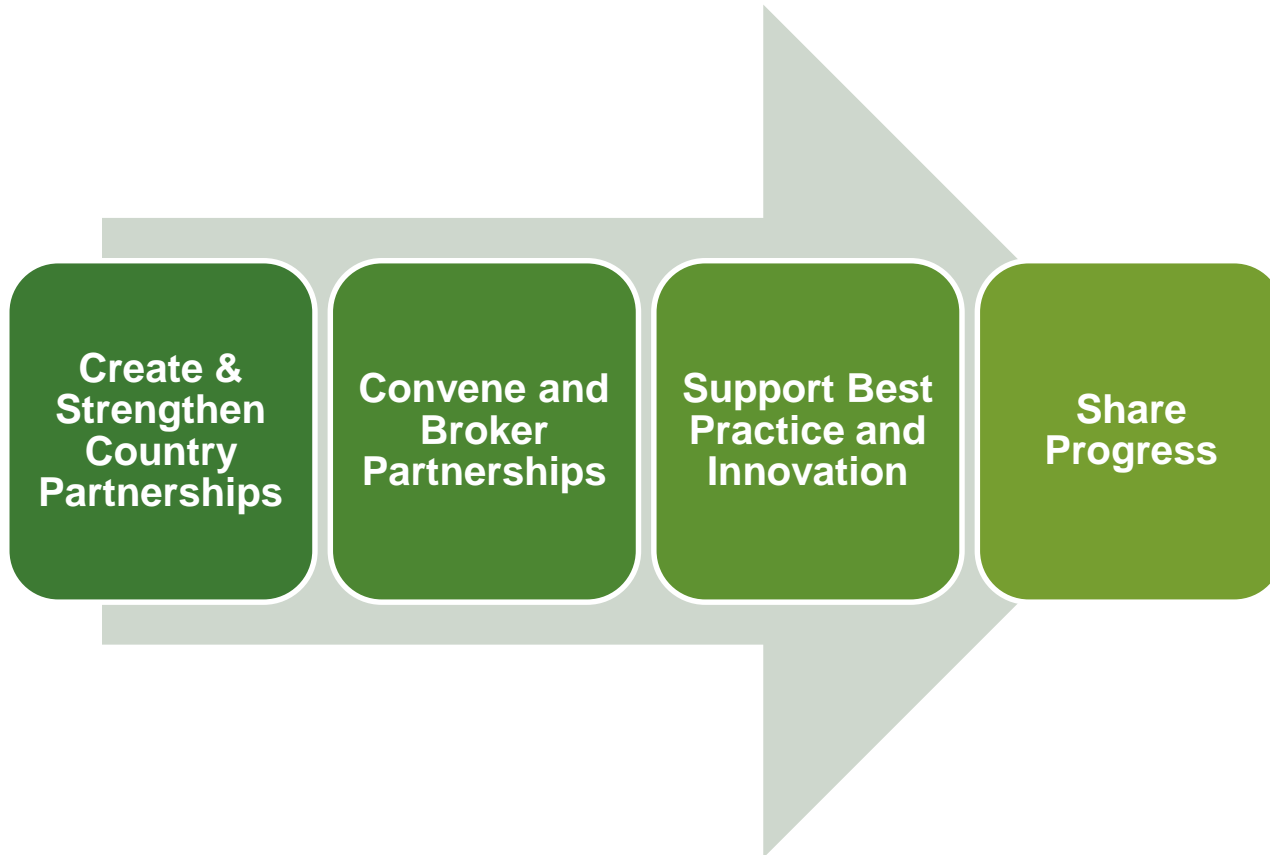 Create &
Strengthen
Country
Partnerships
Convene and
Broker
Partnerships
Support Best
Practice and
Innovation
Share
Progress